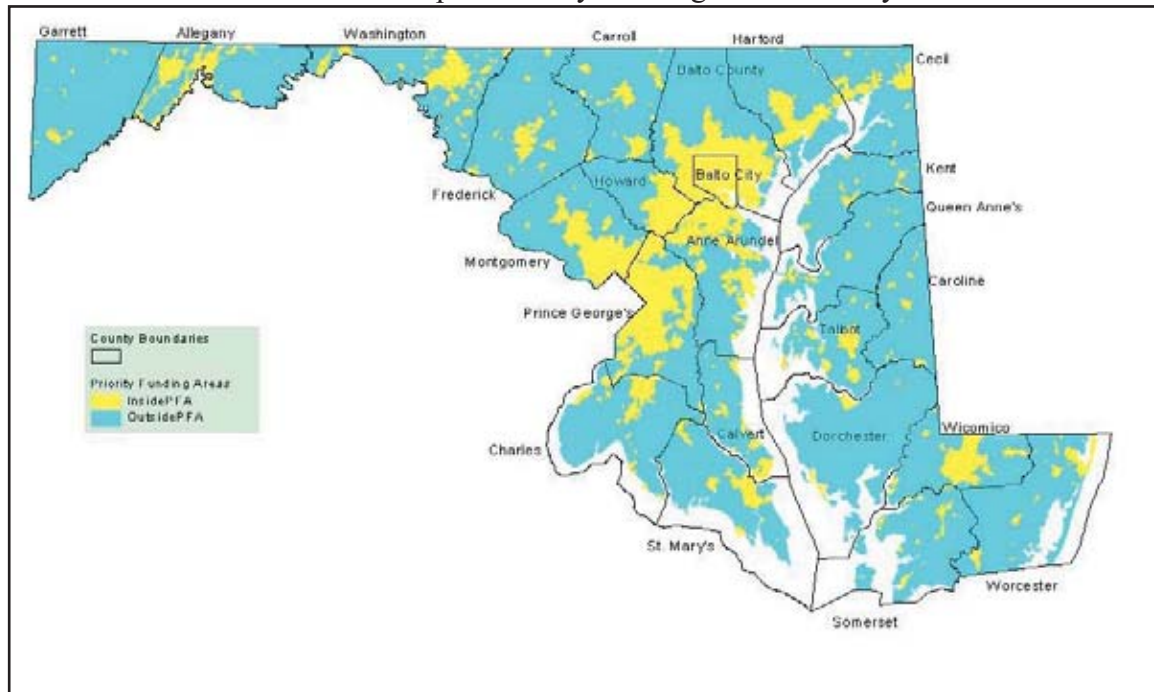 Garrett Allegany Washington Carroll Harford
Cecil
Balto County
Balto City
Kent
Howard
Frederick
Queen Anne's
Anne Arundel
Montgomery
Caroline
Prince George's
Talbot
County Boundaries
Priority Funding Areas
InsidePFA
OutsidePFA
Wicomico
Calvert
Dorchester
Charles
St. Mary's
Worcester
Somerset